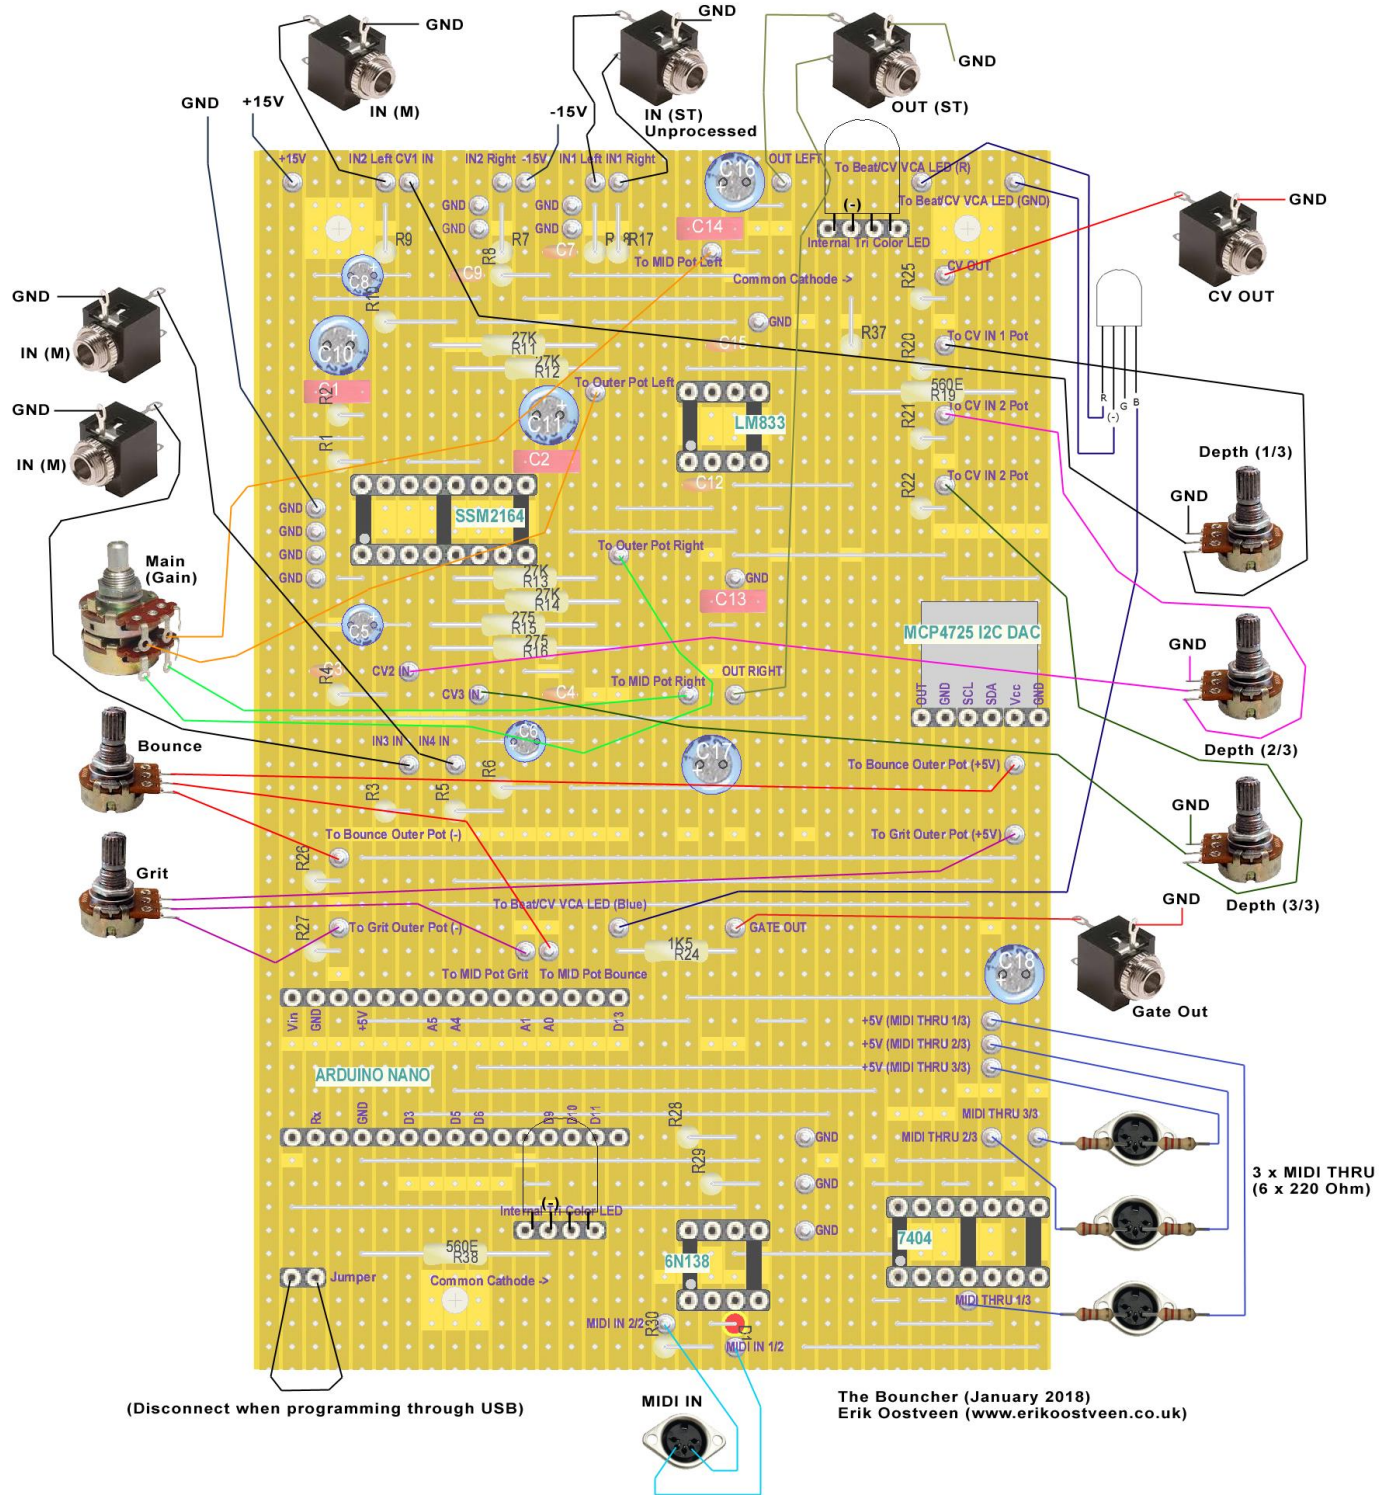 GND
GND
GND
GND +15V
-15V
IN (M)
IN (ST)
Unprocessed
OUT (ST)
+15V
IN2 Left CV1 IN
IN2 Right -15V
IN1 Left IN1 Right
C16
OUT LEFT
To Beat/CV VCA LED (R)
To Beat/CV VCA LED (GND)
GND
GND
GND
GND
(-)
GND
R9
R8
R7
C7
R17
C14
Internal Tri Color LED
To MID Pot Left
Common Cathode ->
CV OUT
R25
C8
C9
R10
CV OUT
GND
IN (M)
GND
R37
To CV IN 1 Pot
R20
C10
27K
R11
27K
R12
C15
C1
R2
To Outer Pot Left
560E
R19
R
(-)
G
B
GND
IN (M)
R1
C11
LM833
To CV IN 2 Pot
R21
Depth (1/3)
C2
C12
To CV IN 2 Pot
R22
GND
GND
GND
GND
GND
SSM2164
To Outer Pot Right
Main
(Gain)
27K
R13
27K
R14
275
R15
275
R16
GND
C13
C5
MCP4725 I2C DAC
GND
C3
R4
CV2 IN
CV3 IN
C4
To MID Pot Right
OUT RIGHT
OUT
GND
SCL
SDA
Vcc
GND
Depth (2/3)
Bounce
IN3 IN
IN4 IN
C6
C17
R6
R3
R5
To Bounce Outer Pot (+5V)
GND
To Bounce Outer Pot (-)
To Grit Outer Pot (+5V)
R26
Grit
Depth (3/3)
To Beat/CV VCA LED (Blue)
GND
R27
To Grit Outer Pot (-)
GATE OUT
1K5
R24
To MID Pot Grit
To MID Pot Bounce
C18
Gate Out
Vin
GND
+5V
A5
A4
A1
A0
D13
+5V (MIDI THRU 1/3)
+5V (MIDI THRU 2/3)
+5V (MIDI THRU 3/3)
ARDUINO NANO
Rx
GND
D3
D5
D6
D9
D10
D11
R28
MIDI THRU 3/3
GND
MIDI THRU 2/3
R29
GND
3 x MIDI THRU
(6 x 220 Ohm)
(-)
Internal Tri Color LED
GND
7404
560E
R38
6N138
Jumper
Common Cathode ->
MIDI THRU 1/3
MIDI IN 2/2
R30
D1
MIDI IN 1/2
(Disconnect when programming through USB)
MIDI IN
The Bouncher (January 2018)
Erik Oostveen (www.erikoostveen.co.uk)